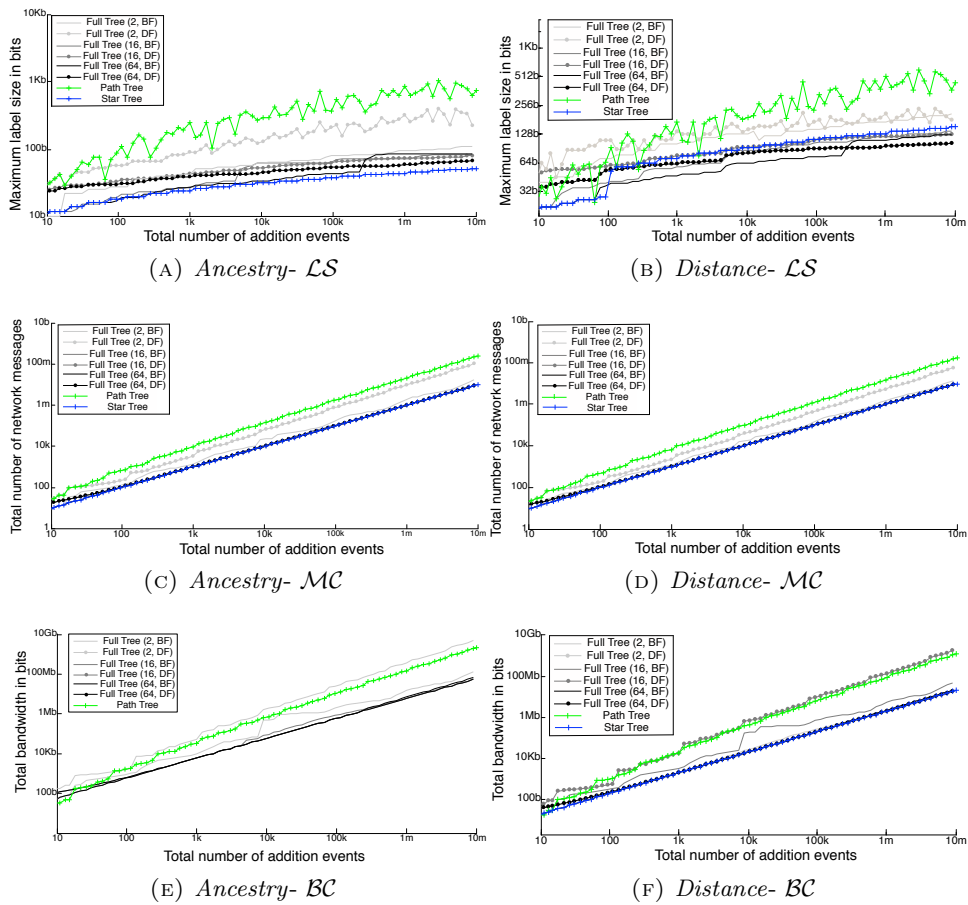 10Kb
1Kb
100b
10b
Maximum label size in bits
Full Tree (2, BF)
Full Tree (2, DF)
Full Tree (16, BF)
Full Tree (16, DF)
Full Tree (64, BF)
Full Tree (64, DF)
Path Tree
Star Tree
10 100 1k 10k 100k 1m 10m
Total number of addition events
(A) Ancestry- LS
1Kb
512b
256b
128b
64b
32b
Maximum label size in bits
Full Tree (2, BF)
Full Tree (2, DF)
Full Tree (16, BF)
Full Tree (16, DF)
Full Tree (64, BF)
Full Tree (64, DF)
Path Tree
Star Tree
10 100 1k 10k 100k 1m 10m
Total number of addition events
(B) Distance- LS
10b
100m
1m
10k
100
1
Total number of network messages
Full Tree (2, BF)
Full Tree (2, DF)
Full Tree (16, BF)
Full Tree (16, DF)
Full Tree (64, BF)
Full Tree (64, DF)
Path Tree
Star Tree
10 100 1k 10k 100k 1m 10m
Total number of addition events
(C) Ancestry- MC
10b
100m
1m
10k
100
1
Total number of network messages
Full Tree (2, BF)
Full Tree (2, DF)
Full Tree (16, BF)
Full Tree (16, DF)
Full Tree (64, BF)
Full Tree (64, DF)
Path Tree
Star Tree
10 100 1k 10k 100k 1m 10m
Total number of addition events
(D) Distance- MC
10Gb
100Mb
1Mb
10Kb
100b
Total bandwidth in bits
Full Tree (2, BF)
Full Tree (2, DF)
Full Tree (16, BF)
Full Tree (16, DF)
Full Tree (64, BF)
Full Tree (64, DF)
Path Tree
10 100 1k 10k 100k 1m 10m
Total number of addition events
(E) Ancestry- BC
10Gb
100Mb
1Mb
10Kb
100b
Total bandwidth in bits
Full Tree (2, BF)
Full Tree (2, DF)
Full Tree (16, BF)
Full Tree (16, DF)
Full Tree (64, BF)
Full Tree (64, DF)
Path Tree
Star Tree
10 100 1k 10k 100k 1m 10m
Total number of addition events
(F) Distance- BC